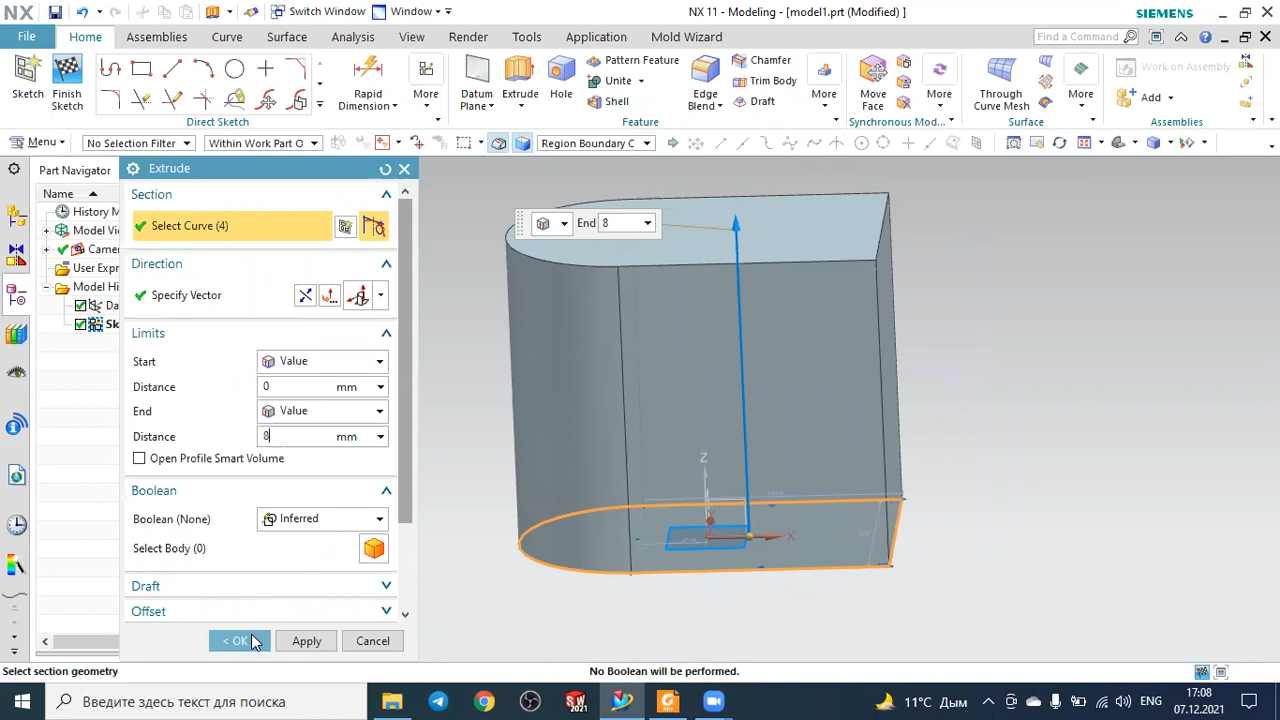 NX Switch Window Window NX 11 - Modeling - [model1.prt (Modified) ] SIEMENS
File Home Assemblies Curve Surface Analysis View Render Tools Application Mold Wizard Find a Command
Sketch Finish Sketch Rapid Dimension More Datum Plane Extrude Hole Pattern Feature Unite Shell Edge Blend Chamfer Trim Body Draft More Move Face More Through Curve Mesh More Work on Assembly Add
Direct Sketch Feature Synchronous Mod... Surface Assemblies
Menu No Selection Filter Within Work Part O Region Boundary C
Part Navigator
Name
History M
Model Vi
Camera
User Expr
Model Hi
Da
Sk
Extrude
Section
Select Curve (4)
Direction
Specify Vector
Limits
Start Value
Distance 0 mm
End Value
Distance 8 mm
Open Profile Smart Volume
Boolean
Boolean (None) Inferred
Select Body (0)
Draft
Offset
< OK Apply Cancel
End 8
Z
X
Select section geometry No Boolean will be performed.
Введите здесь текст для поиска
SW 2021
11°C Дым ENG 17:08
07.12.2021